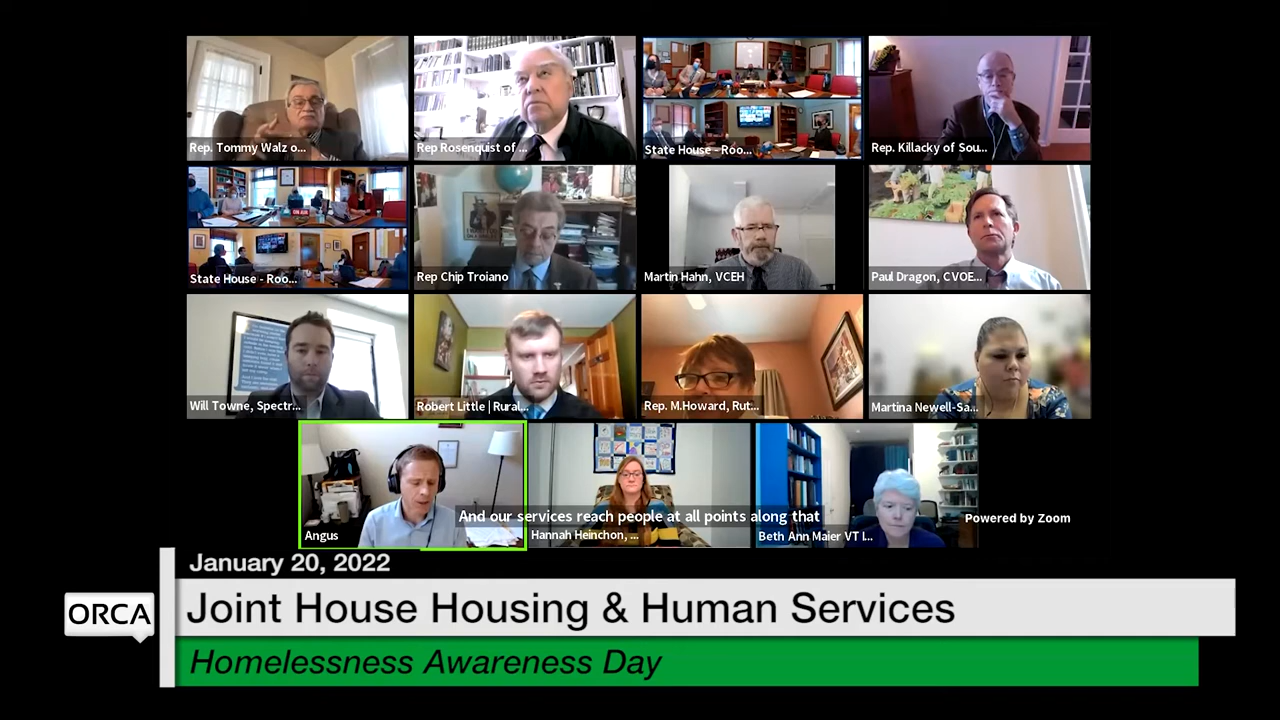 Rep. Tommy Walz o...
Rep Rosenquist of ...
State House - Roo...
Rep. Killacky of Sou...
State House - Roo...
Rep Chip Troiano
Martin Hahn, VCEH
Paul Dragon, CVOE...
Will Towne, Spectr...
Robert Little | Rural...
Rep. M.Howard, Rut...
Martina Newell-Sa...
And our services reach people at all points along that
Powered by Zoom
Angus
Hannah Heinchon, ...
Beth Ann Maier VT l...
January 20, 2022
ORCA
Joint House Housing & Human Services
Homelessness Awareness Day